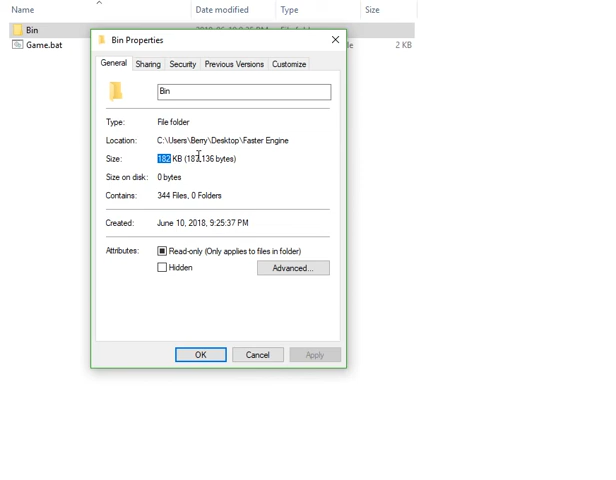 Name Date modified Type Size
Bin
Game.bat 2 KB
Bin Properties
General Sharing Security Previous Versions Customize
Bin
Type: File folder
Location: C:\Users\Berry\Desktop\Faster Engine
Size: 182 KB (187,136 bytes)
Size on disk: 0 bytes
Contains: 344 Files, 0 Folders
Created: June 10, 2018, 9:25:37 PM
Attributes: Read-only (Only applies to files in folder)
Hidden Advanced...
OK Cancel Apply